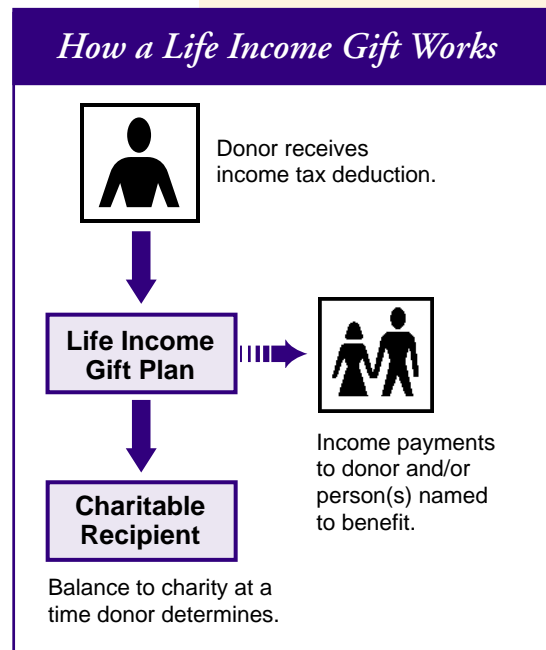 How a Life Income Gift Works
Donor receives
income tax deduction.
Life Income
Gift Plan
Income payments
to donor and/or
person(s) named
to benefit.
Charitable
Recipient
Balance to charity at a
time donor determines.